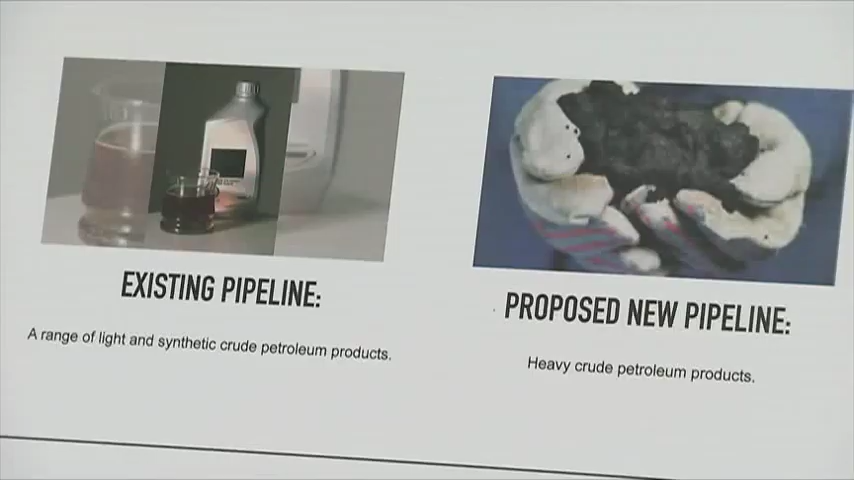 EXISTING PIPELINE:
A range of light and synthetic crude petroleum products.
PROPOSED NEW PIPELINE:
Heavy crude petroleum products.